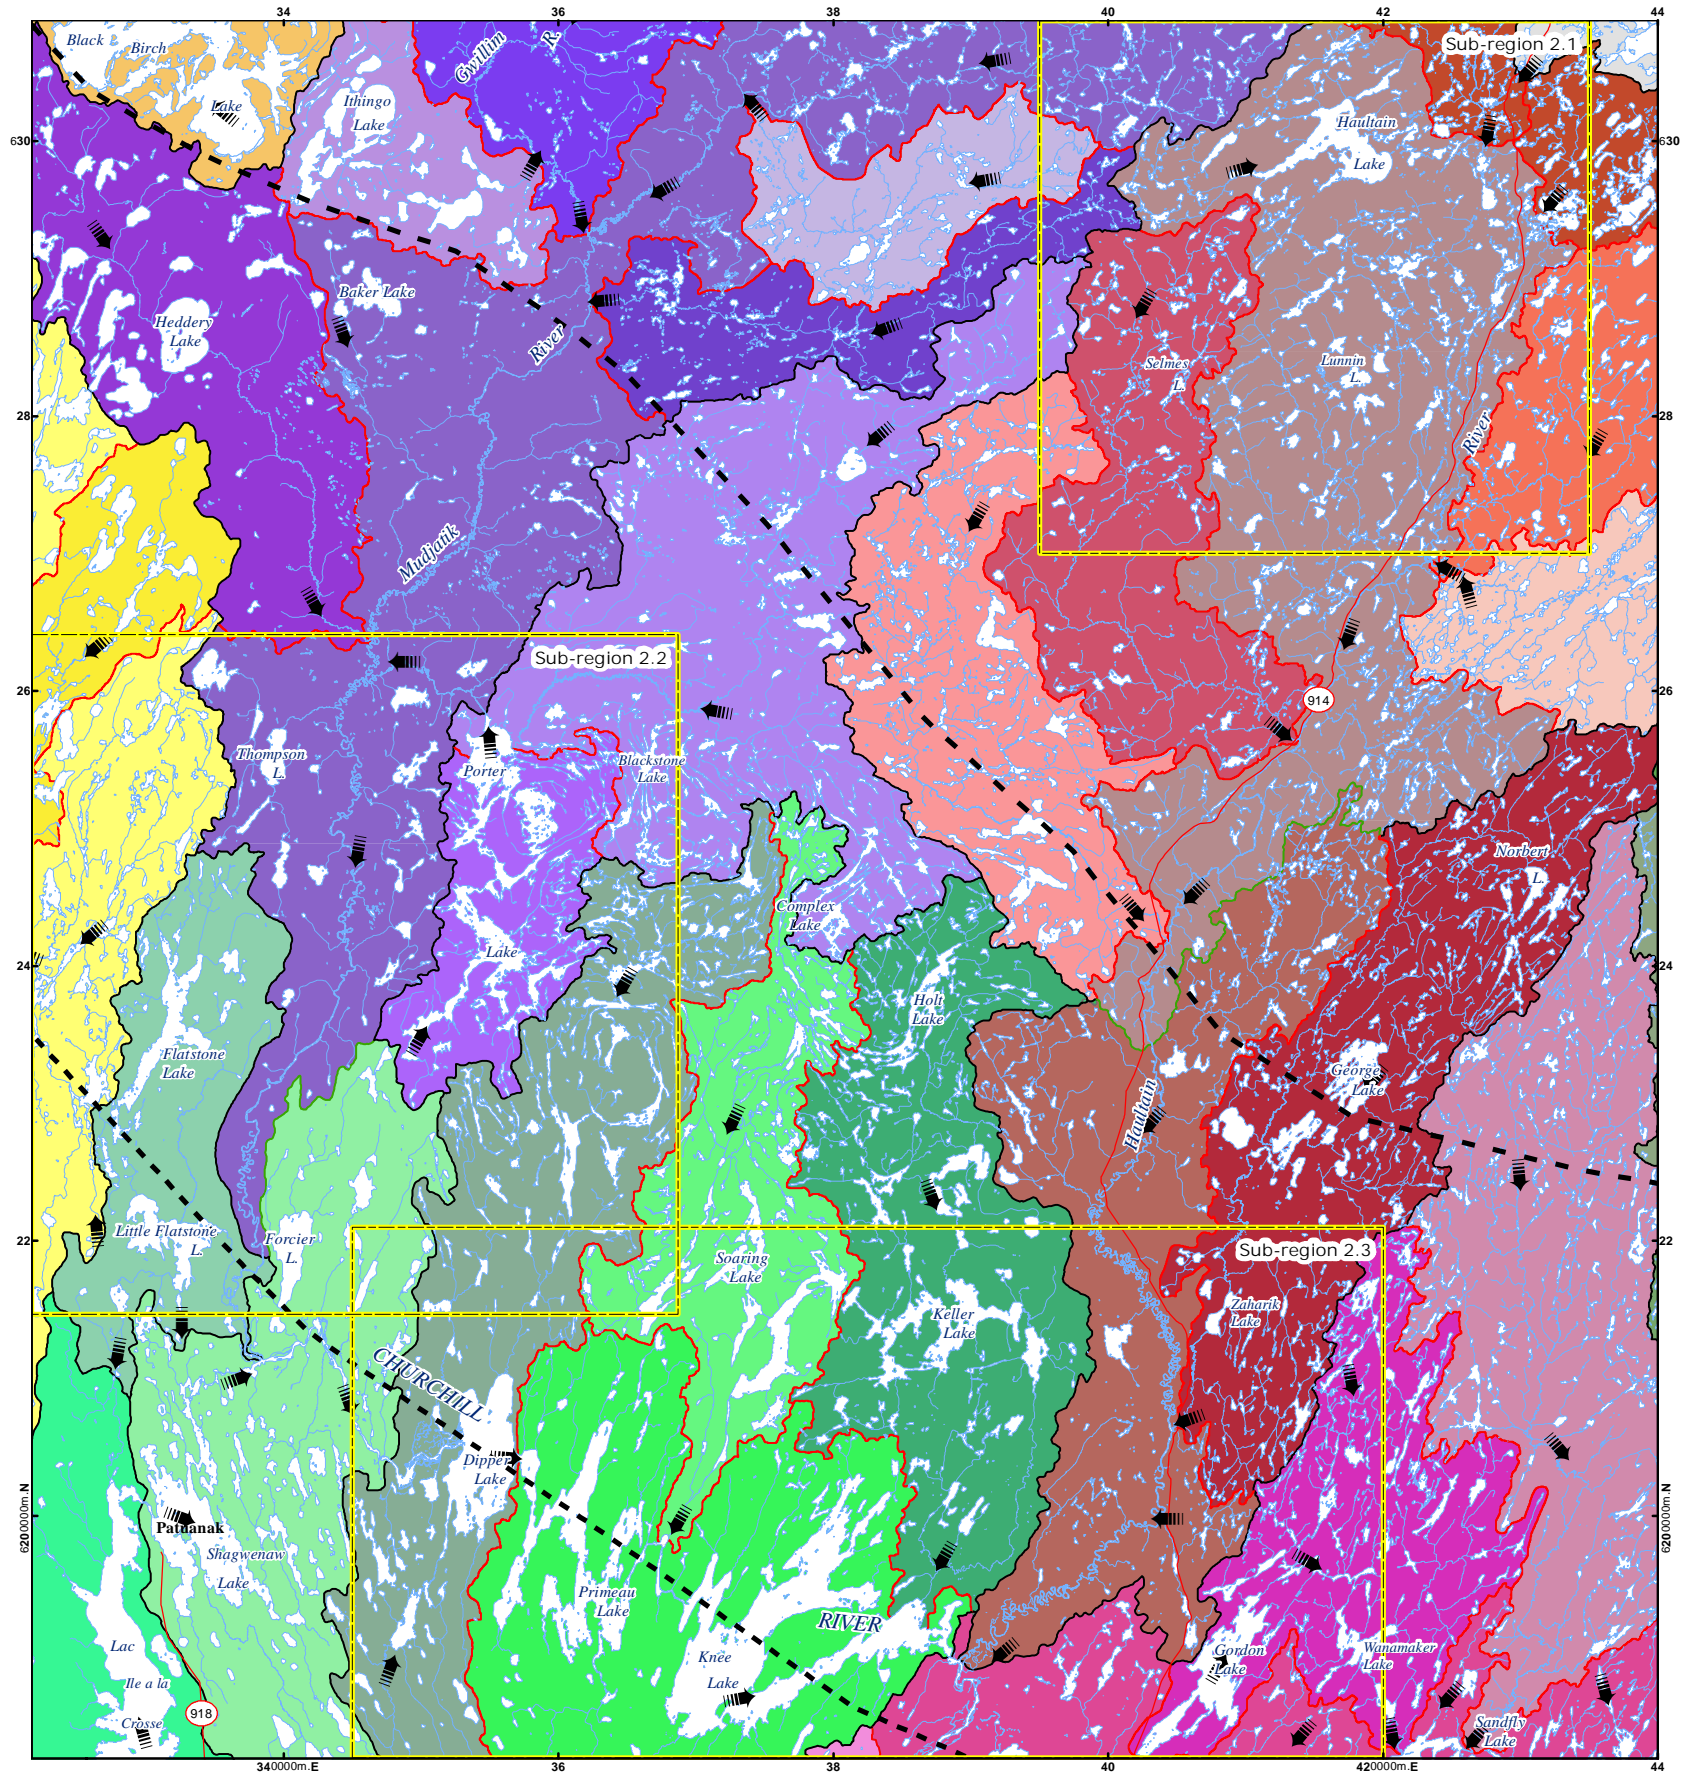 34
36
38
40
42
44
Black
Birch
Lake
Gwillim
R.
Sub-region 2.1
Ithingo
Lake
Haultain
Lake
630
630
Baker Lake
Heddery
Lake
River
Selmes
L.
Lunnin
L.
28
28
River
Mudjatik
Sub-region 2.2
26
26
914
Thompson
L.
Porter
Blackstone
Lake
Norbert
L.
Complex
Lake
Lake
24
24
Holt
Lake
Flatstone
Lake
George
Lake
Haultain
Little Flatstone
L.
Forcier
L.
22
22
Soaring
Lake
Sub-region 2.3
Keller
Lake
Zaharik
Lake
CHURCHILL
Dipper
Lake
6200000m.N
6200000m.N
Patuanak
Shagwenaw
Lake
Primeau
Lake
RIVER
Lac
Ile a la
Crosse
Knee
Lake
Gordon
Lake
Wanamaker
Lake
918
Sandfly
Lake
340000m.E
36
38
40
420000m.E
44